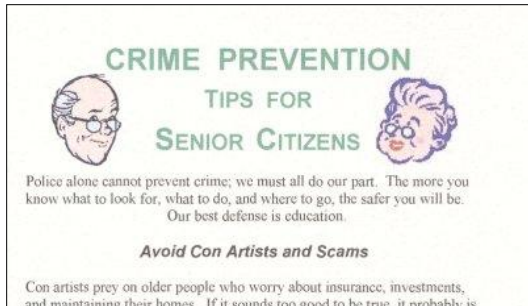 CRIME PREVENTION
TIPS FOR
SENIOR CITIZENS
Police alone cannot prevent crime; we must all do our part. The more you
know what to look for, what to do, and where to go, the safer you will be.
Our best defense is education.
Avoid Con Artists and Scams
Con artists prey on older people who worry about insurance, investments,
and maintaining their homes. If it sounds too good to be true, it probably is